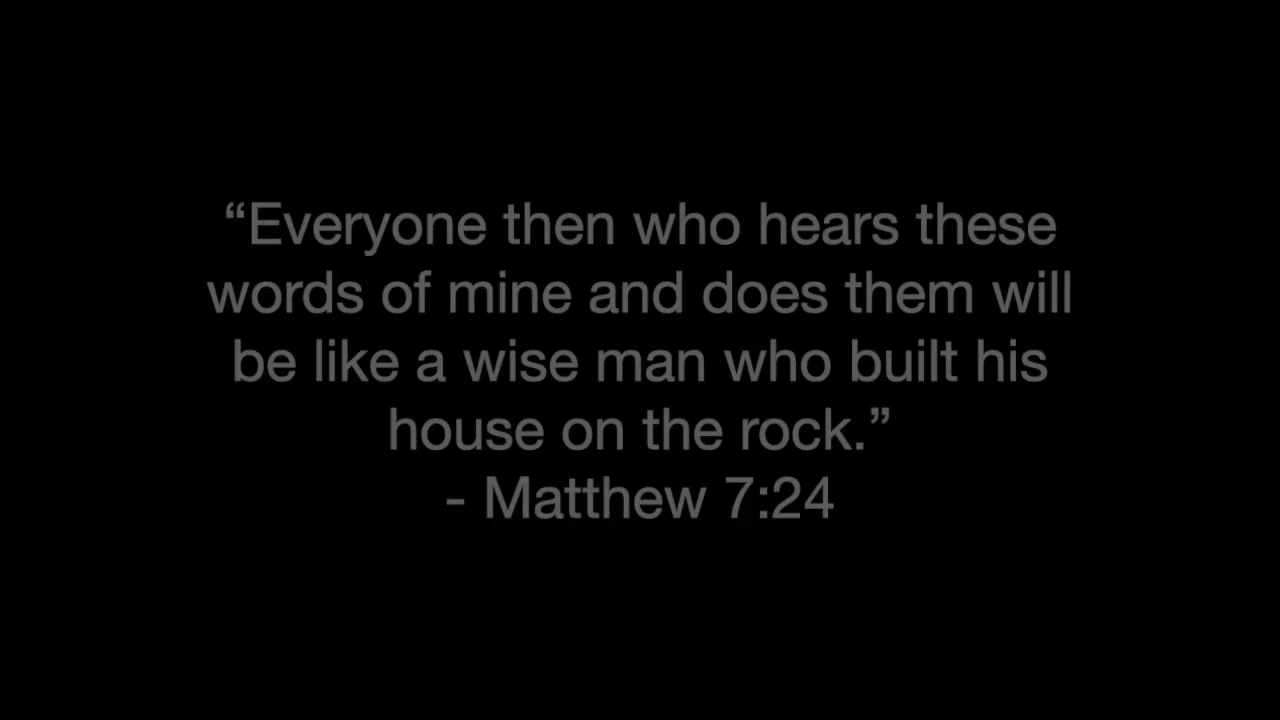 “Everyone then who hears these
words of mine and does them will
be like a wise man who built his
house on the rock.”
- Matthew 7:24